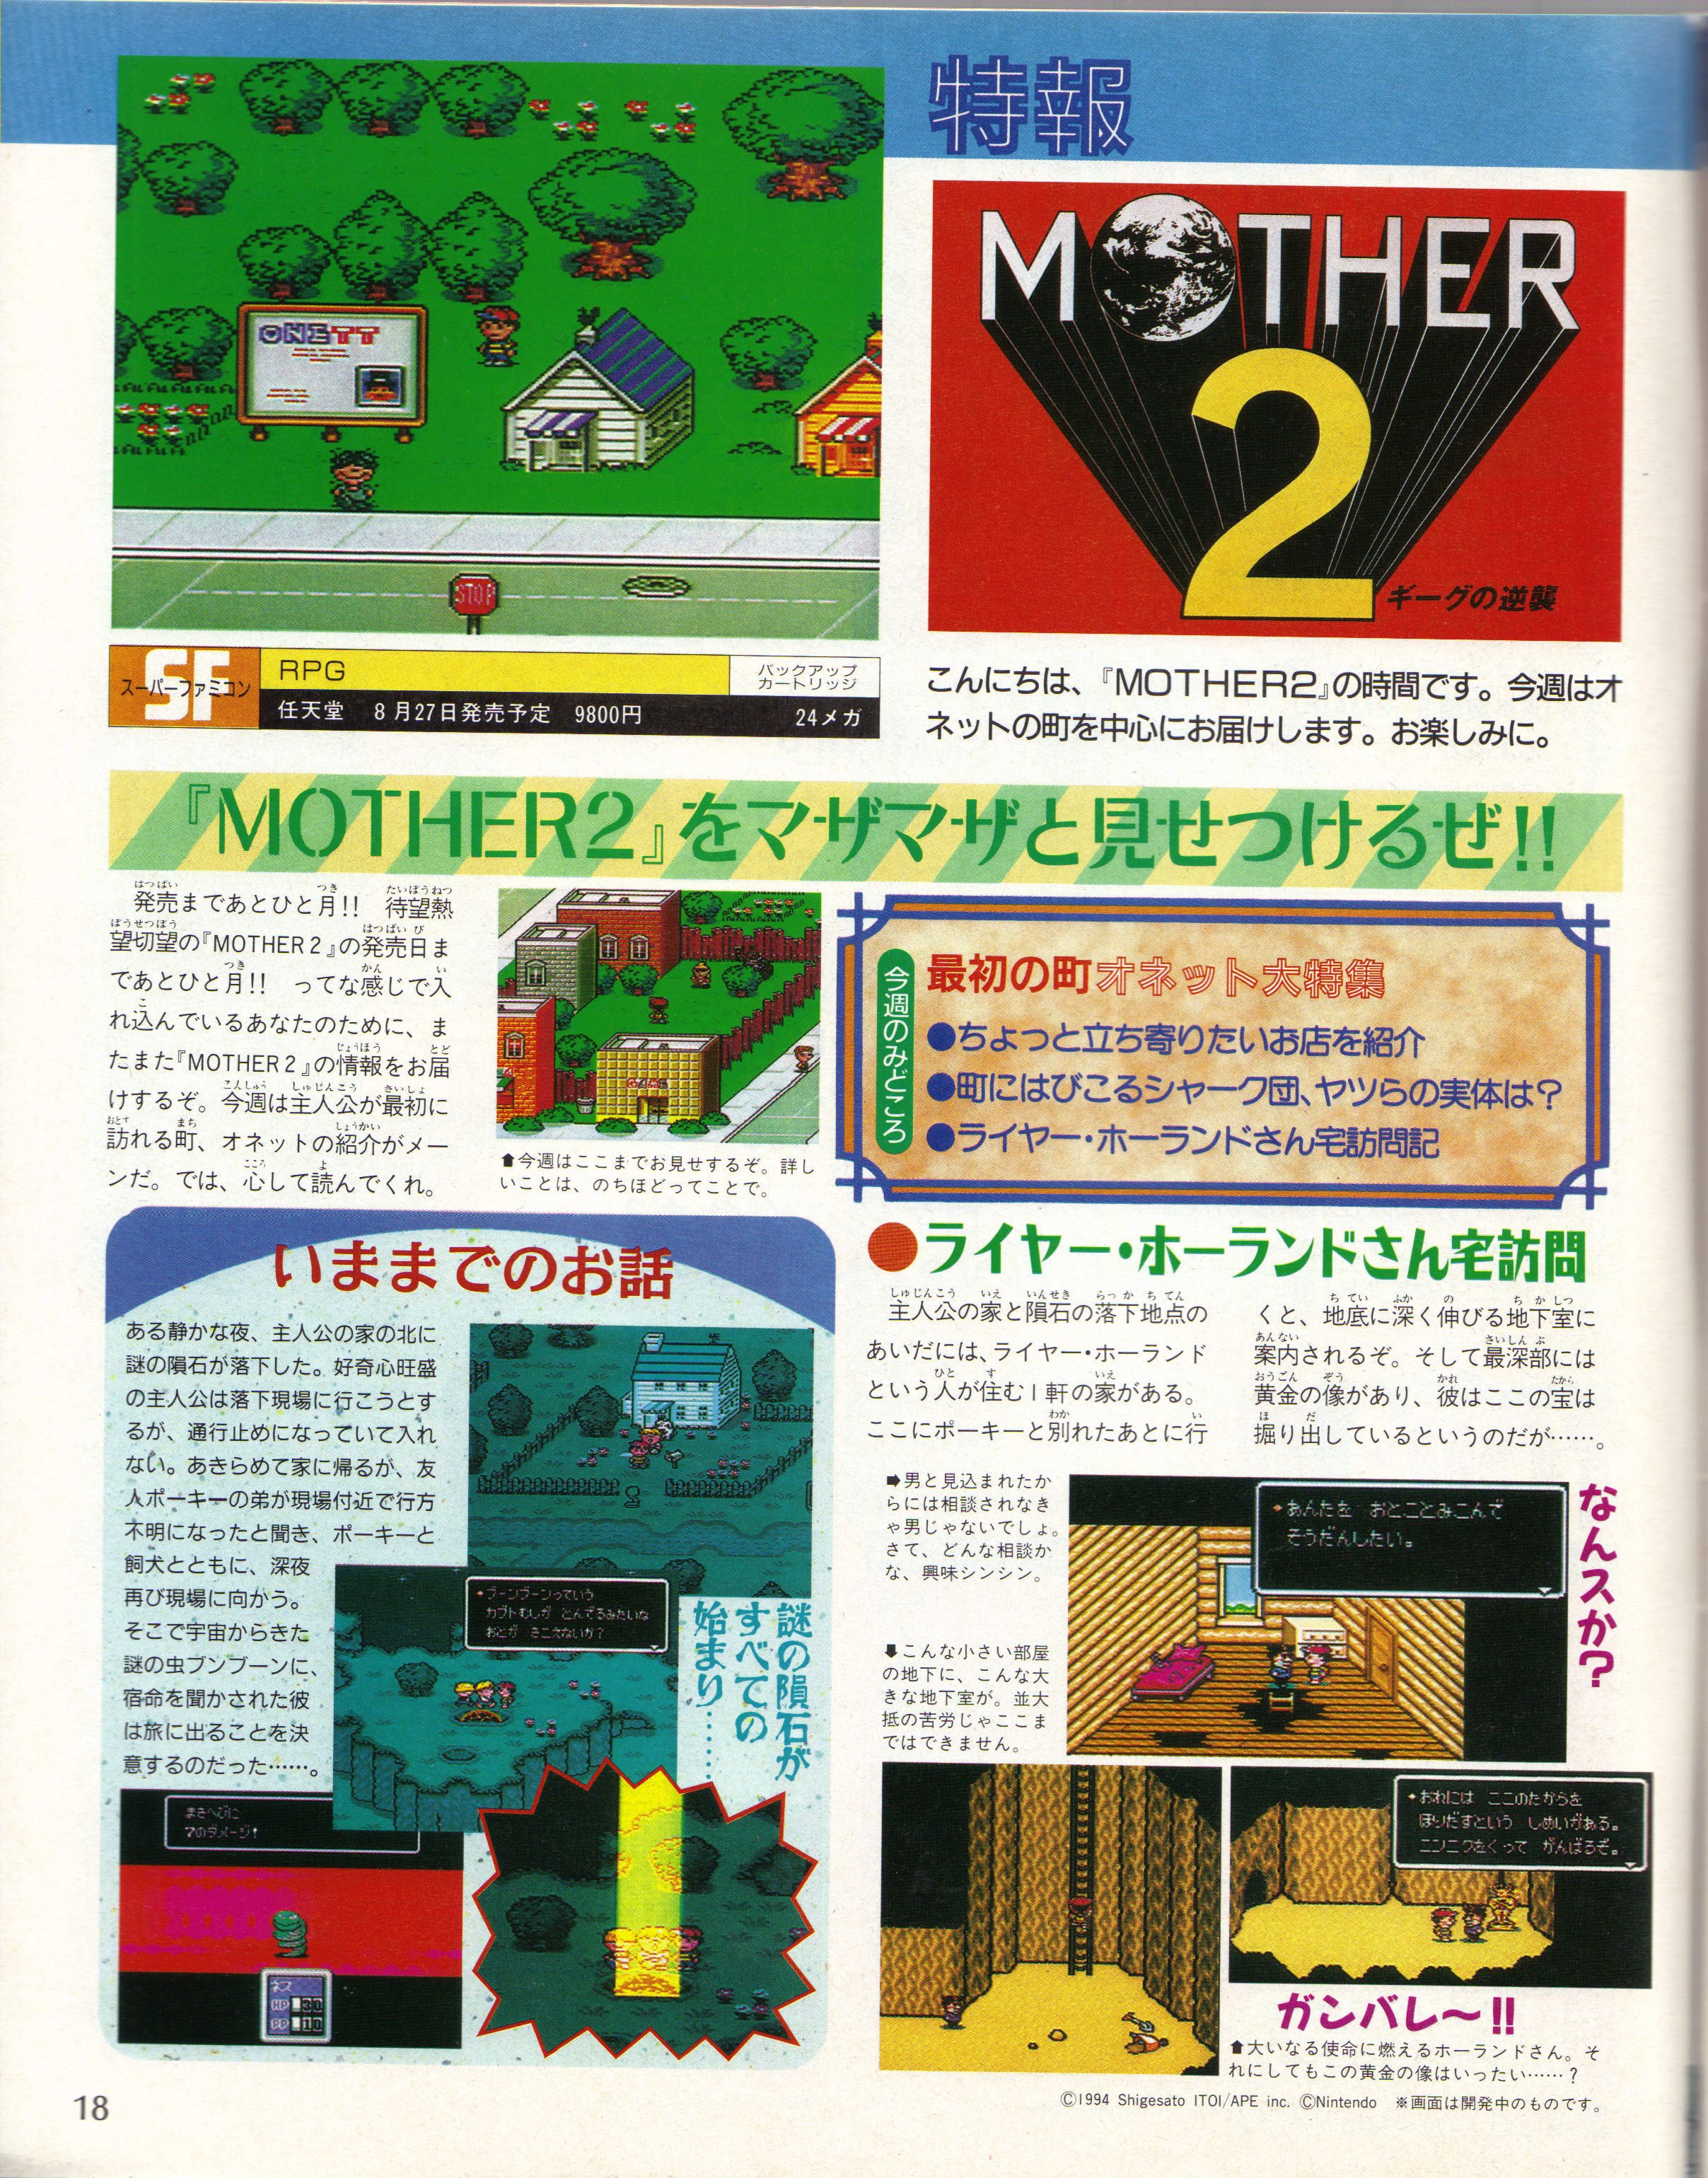 特報
ONETT
STOP
MOTHER
2
ギーグの逆襲
SF
スーパーファミコン
RPG
バックアップ
カートリッジ
任天堂 8月27日発売予定 9800円
24メガ
こんにちは、『MOTHER2』の時間です。今週はオ
ネットの町を中心にお届けします。お楽しみに。
『MOTHER2』をマザマザと見せつけるぜ!!
発売まであとひと月!! 待望熱
望切望の『MOTHER2』の発売日ま
であとひと月!! ってな感じで入
れ込んでいるあなたのために、ま
たまた『MOTHER2』の情報をお届
けするぞ。今週は主人公が最初に
訪れる町、オネットの紹介がメー
ンだ。では、心して読んでくれ。
GAME
⬆今週はここまでお見せするぞ。詳し
いことは、のちほどってことで。
今週のみどころ
最初の町オネット大特集
●ちょっと立ち寄りたいお店を紹介
●町にはびこるシャーク団、ヤツらの実体は?
●ライヤー・ホーランドさん宅訪問記
いままでのお話
ある静かな夜、主人公の家の北に
謎の隕石が落下した。好奇心旺盛
の主人公は落下現場に行こうとす
るが、通行止めになっていて入れ
ない。あきらめて家に帰るが、友
人ポーキーの弟が現場付近で行方
不明になったと聞き、ポーキーと
飼犬とともに、深夜
再び現場に向かう。
そこで宇宙からきた
謎の虫ブンブーンに、
宿命を聞かされた彼
は旅に出ることを決
意するのだった……。
◆ブーンブーンっていう
カブトむしが とんでるみたいな
おとが きこえないか?
謎の隕石が
すべての
始まり……
まきへびに
7のダメージ!
ネス
HP 30
PP 10
●ライヤー・ホーランドさん宅訪問
主人公の家と隕石の落下地点の
あいだには、ライヤー・ホーランド
という人が住む1軒の家がある。
ここにポーキーと別れたあとに行
くと、地底に深く伸びる地下室に
案内されるぞ。そして最深部には
黄金の像があり、彼はここの宝は
掘り出しているというのだが……。
➡男と見込まれたか
らには相談されなき
ゃ男じゃないでしょ。
さて、どんな相談か
な、興味シンシン。
◆あんたを おとことみこんで
そうだんしたい。
なんスか?
⬇こんな小さい部屋
の地下に、こんな大
きな地下室が。並大
抵の苦労じゃここま
ではできません。
◆おれには ここのたからを
ほりだすという しめいがある。
ニンニクをくって がんばるぞ。
ガンバレ〜!!
⬆大いなる使命に燃えるホーランドさん。そ
れにしてもこの黄金の像はいったい……?
©1994 Shigesato ITOI/APE inc. ©Nintendo ※画面は開発中のものです。
18